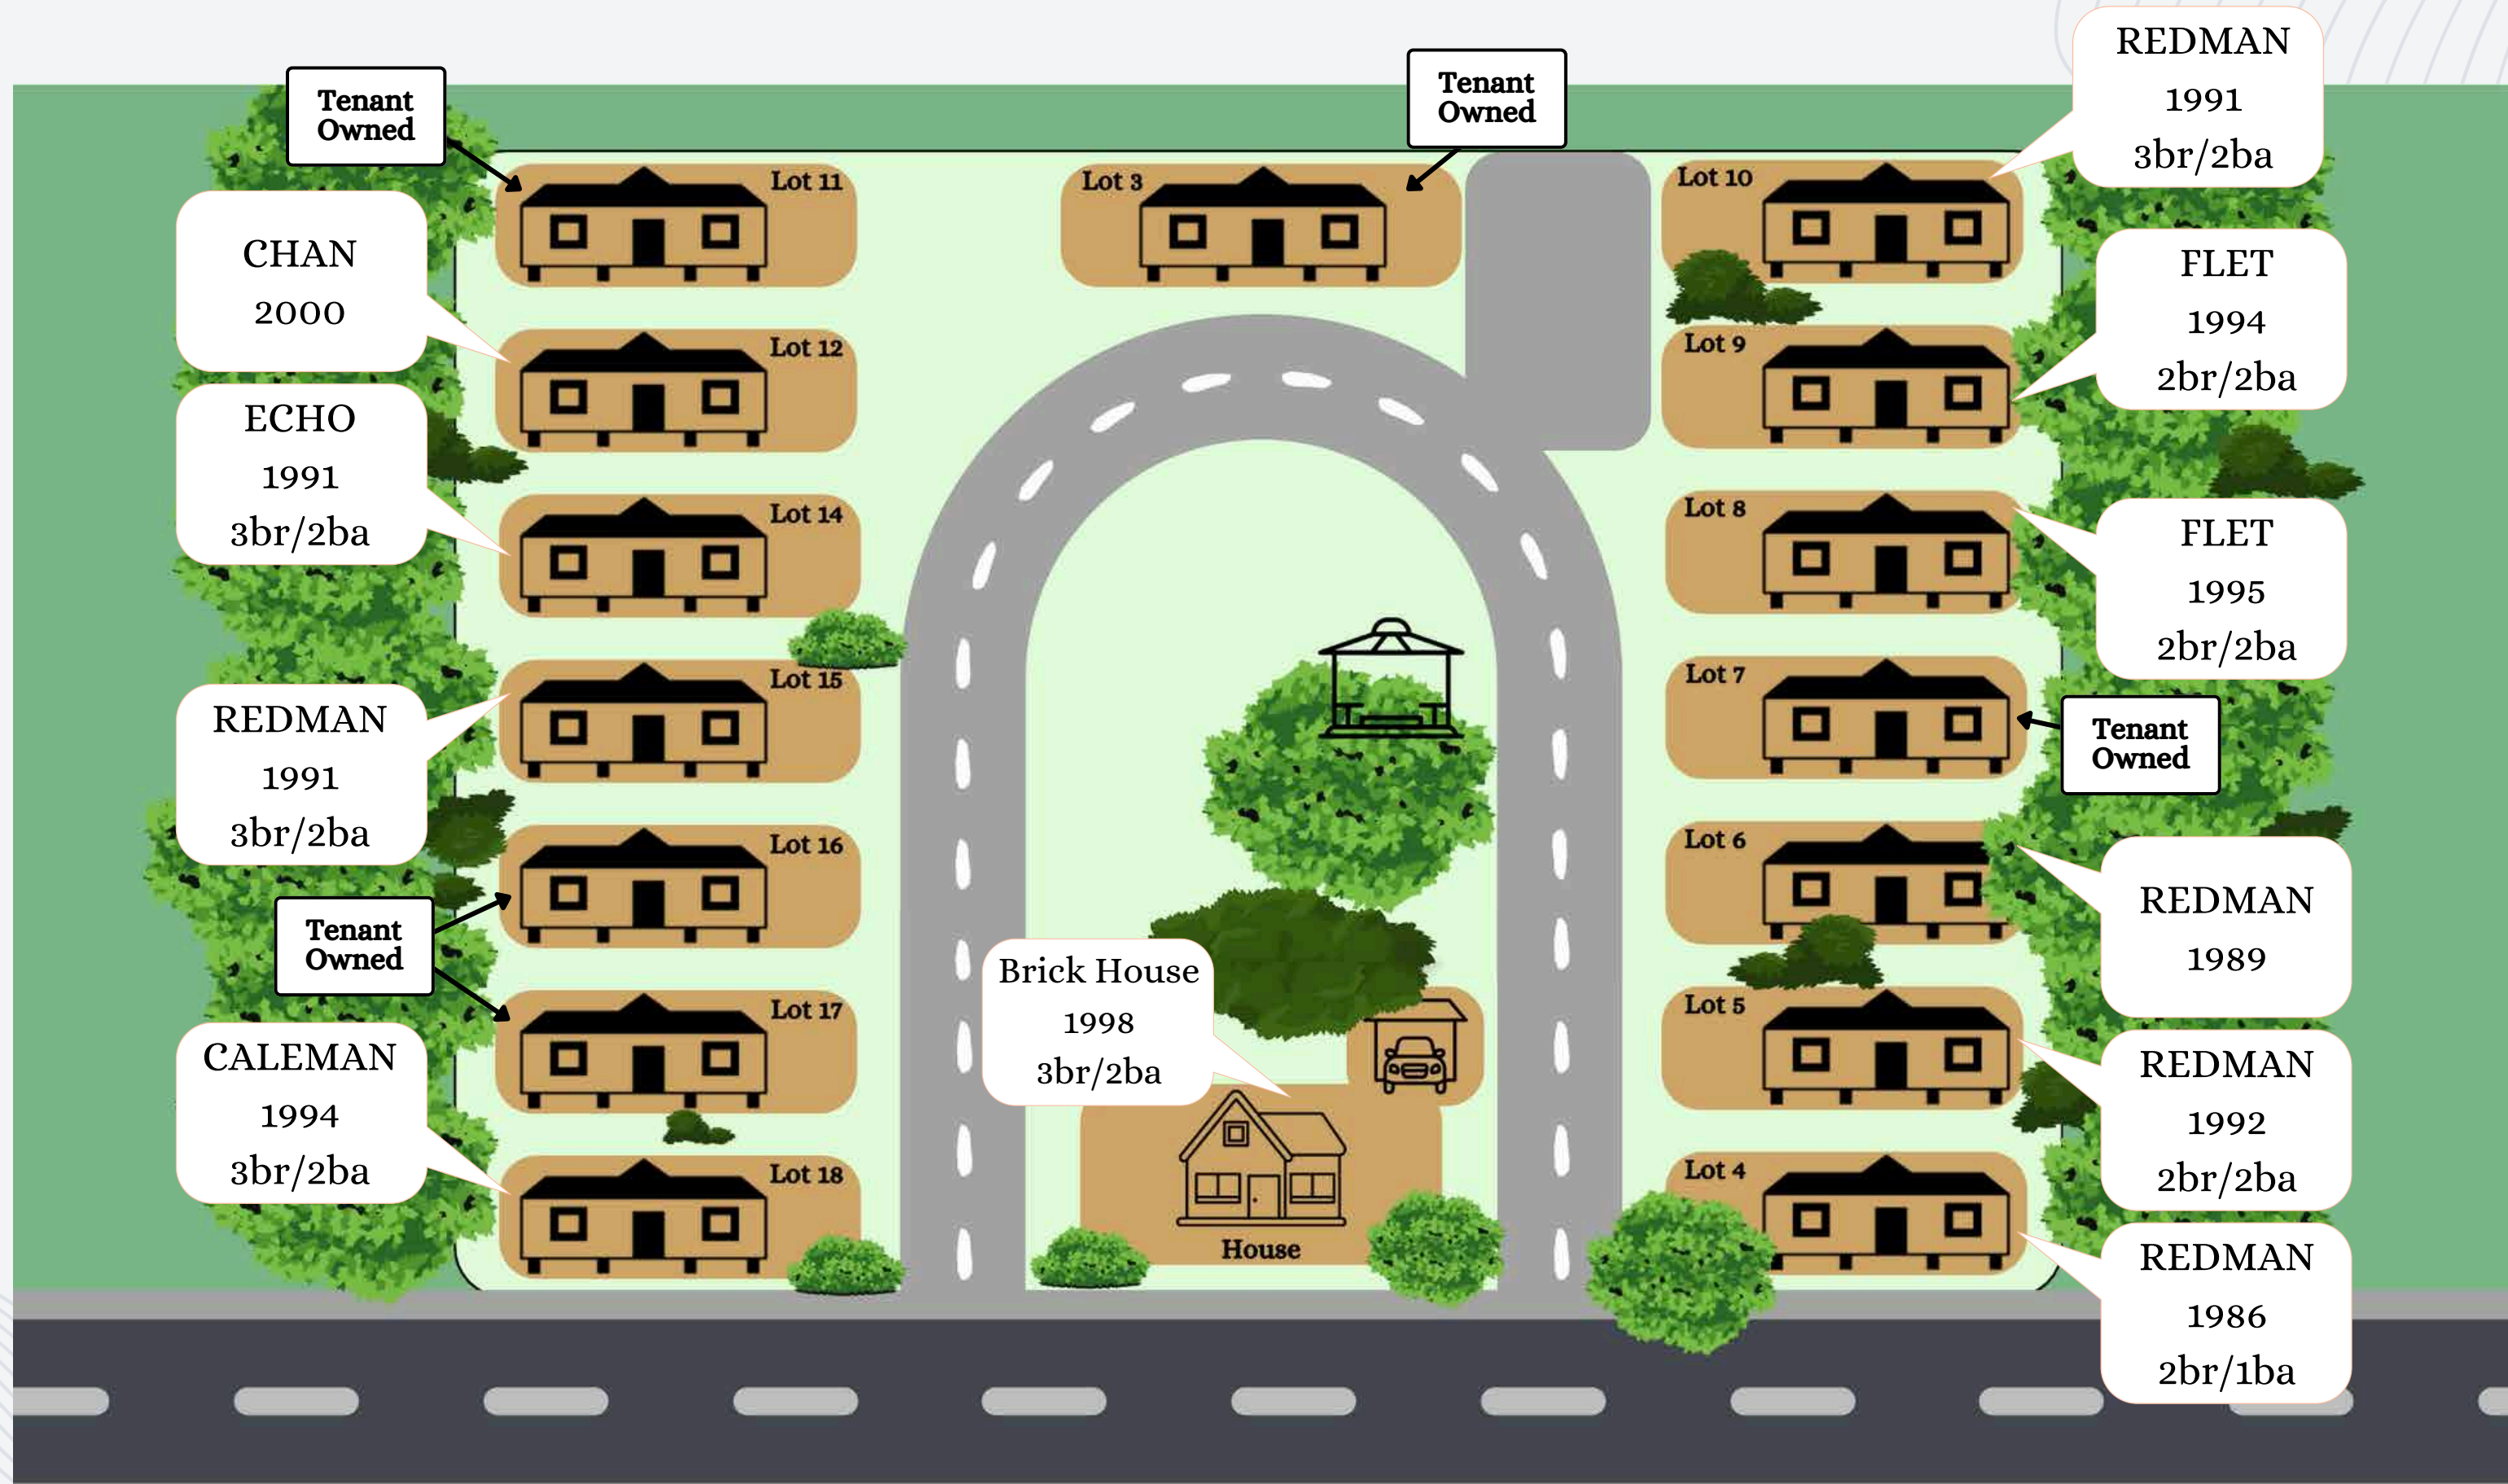 Tenant
Owned
Lot 11
CHAN
2000
Lot 12
ECHO
1991
3br/2ba
Lot 14
REDMAN
1991
3br/2ba
Lot 15
Lot 16
Tenant
Owned
Lot 17
CALEMAN
1994
3br/2ba
Lot 18
Tenant
Owned
Lot 3
Brick House
1998
3br/2ba
House
REDMAN
1991
3br/2ba
Lot 10
FLET
1994
2br/2ba
Lot 9
FLET
1995
2br/2ba
Lot 8
Lot 7
Tenant
Owned
Lot 6
REDMAN
1989
Lot 5
REDMAN
1992
2br/2ba
Lot 4
REDMAN
1986
2br/1ba